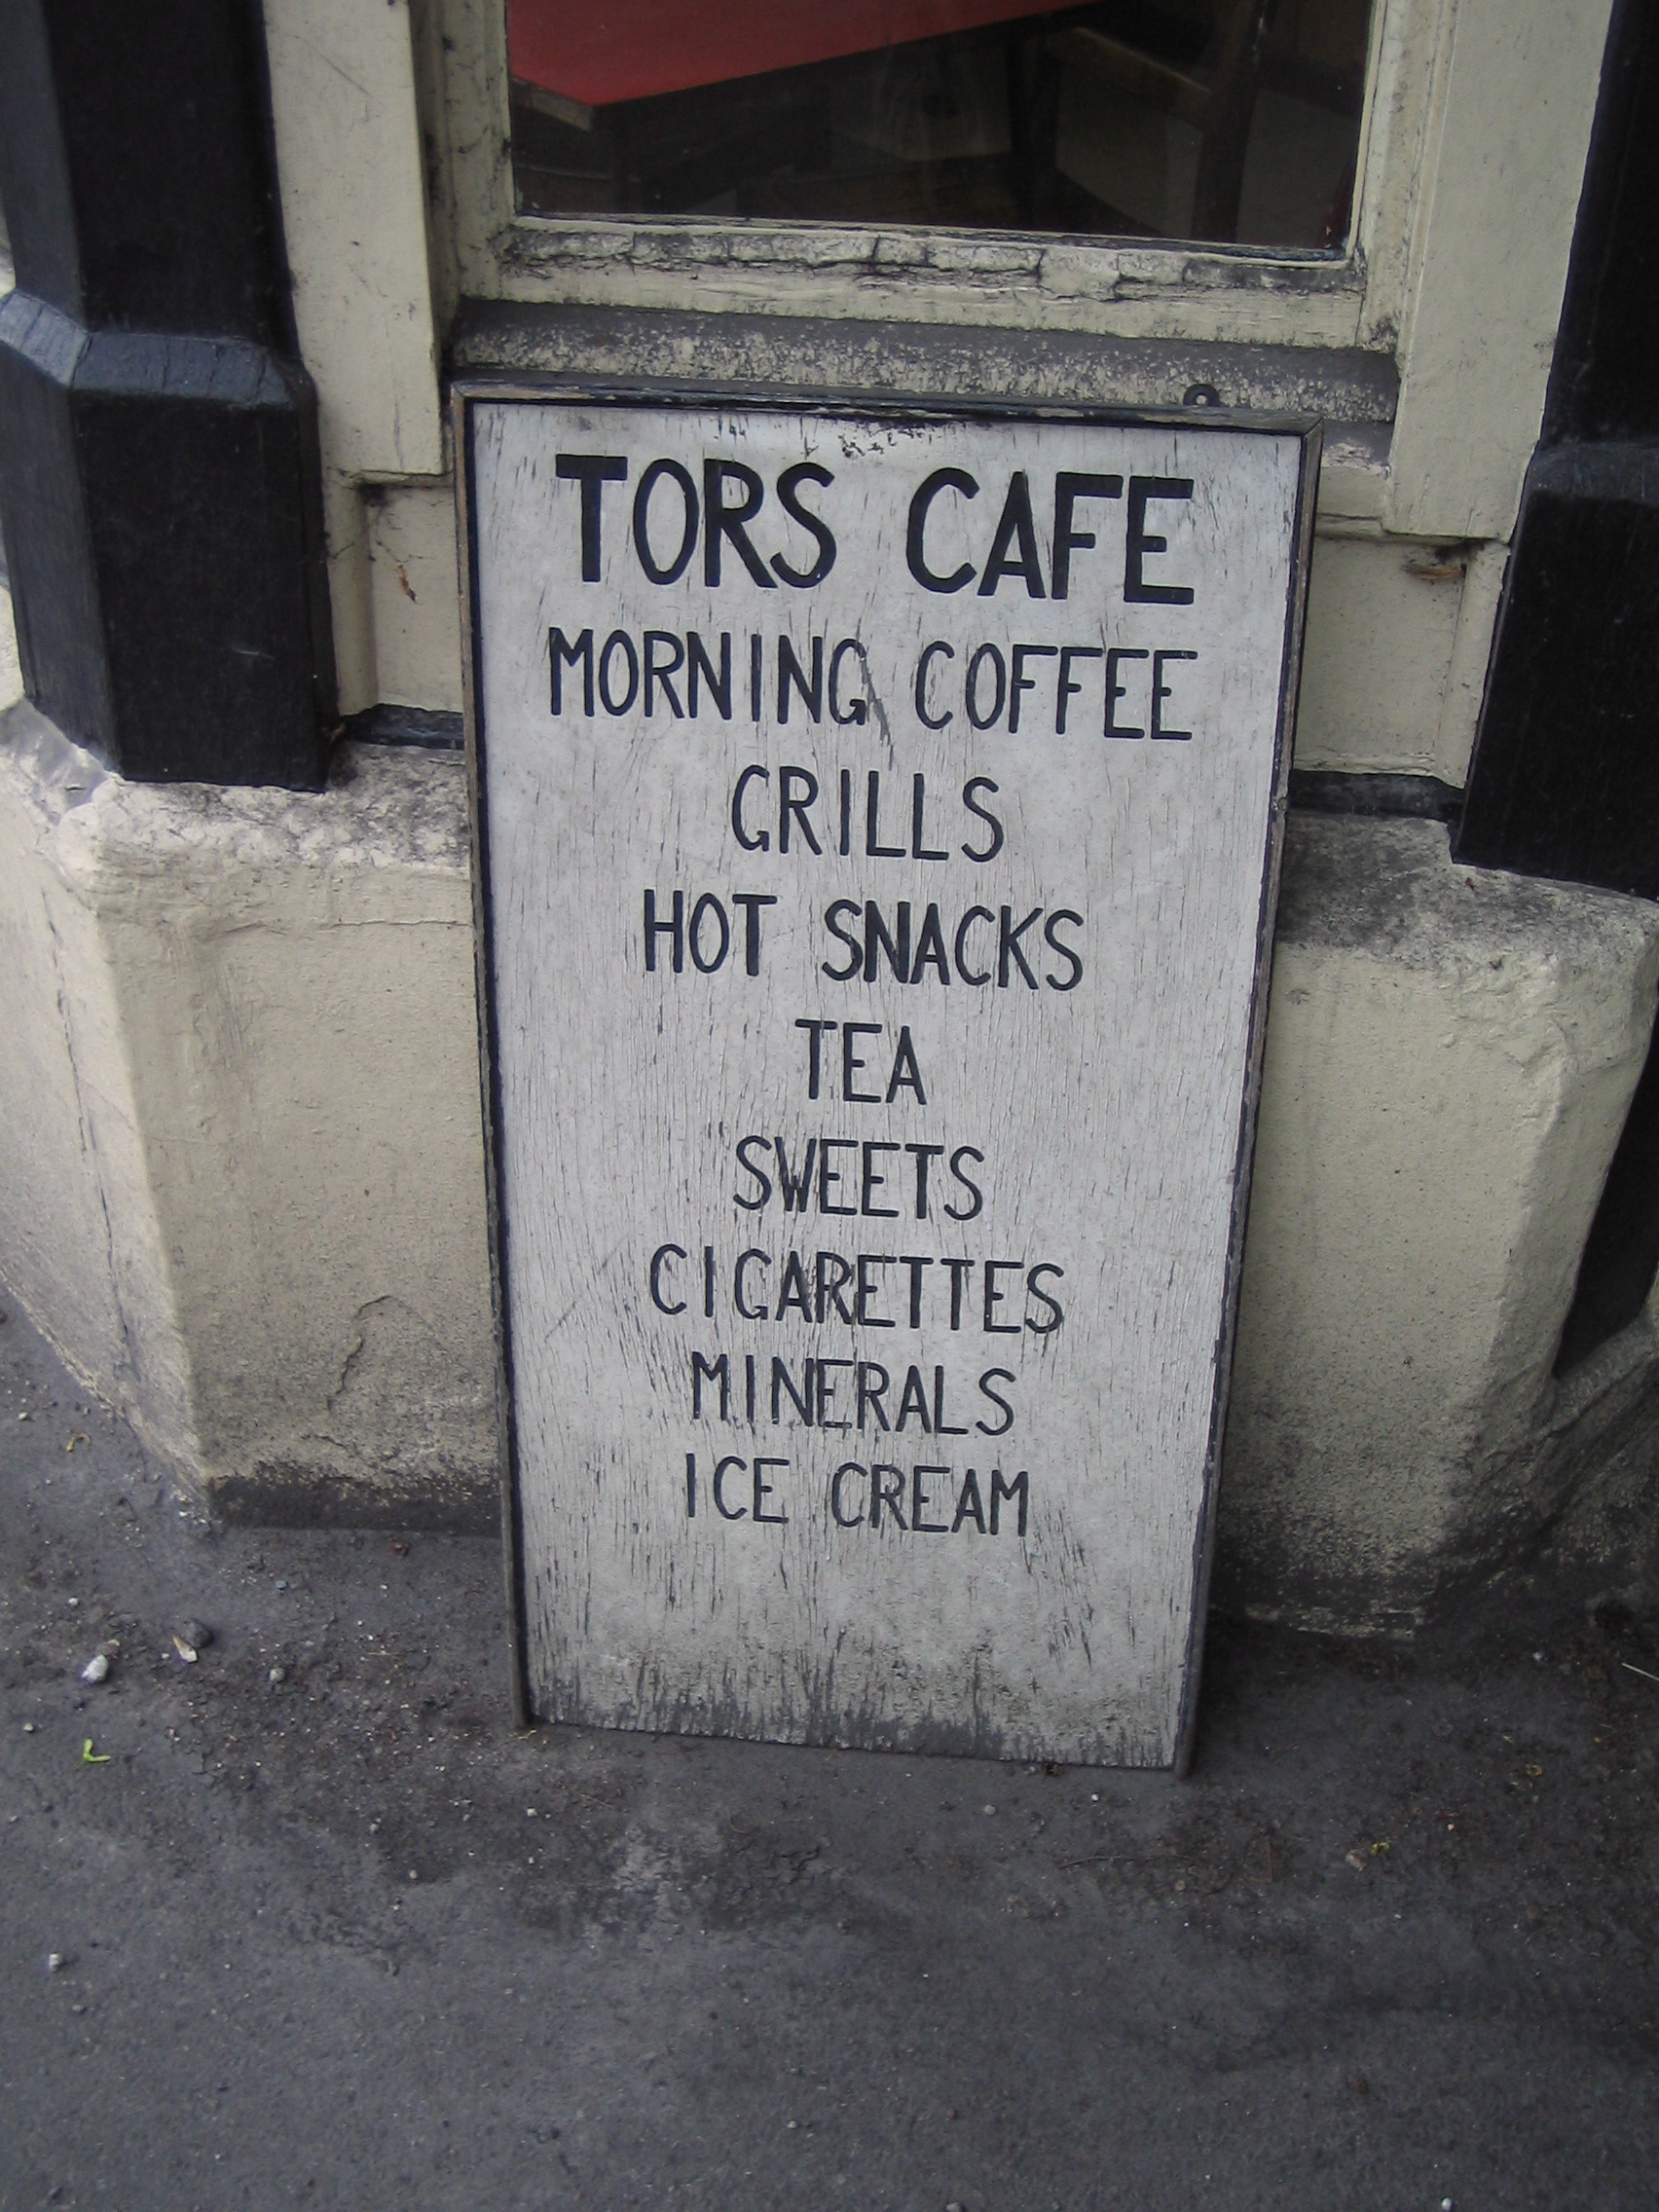 TORS CAFE
MORNING COFFEE
GRILLS
HOT SNACKS
TEA
SWEETS
CIGARETTES
MINERALS
ICE CREAM